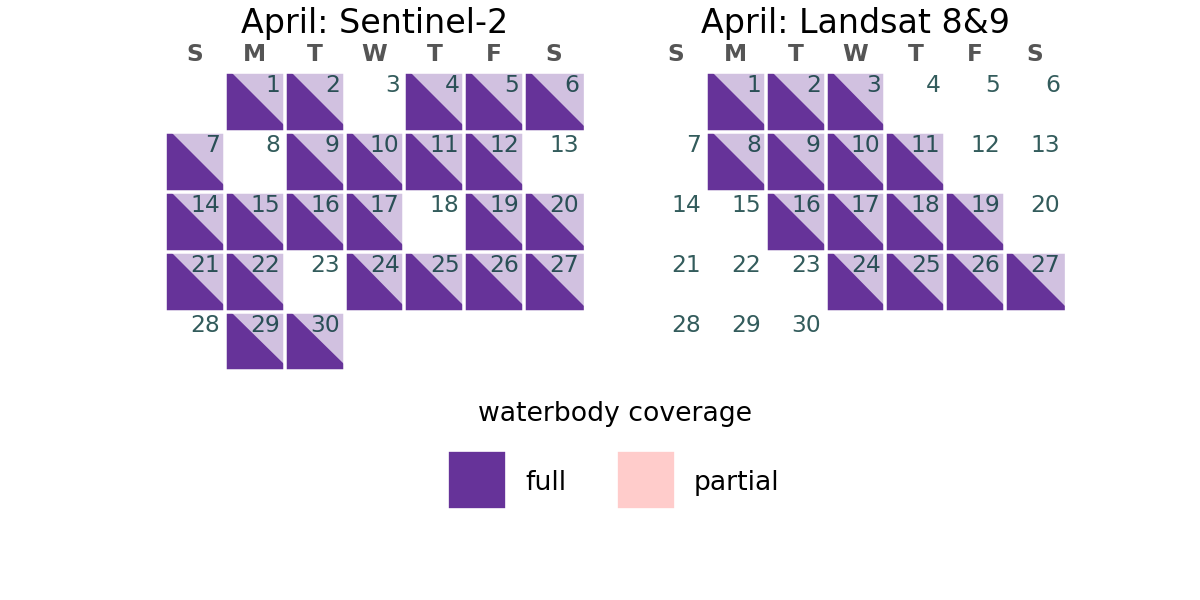 April: Sentinel-2
S M T W T F S
1 2 3 4 5 6
7 8 9 10 11 12 13
14 15 16 17 18 19 20
21 22 23 24 25 26 27
28 29 30
April: Landsat 8&9
S M T W T F S
1 2 3 4 5 6
7 8 9 10 11 12 13
14 15 16 17 18 19 20
21 22 23 24 25 26 27
28 29 30
waterbody coverage
full partial